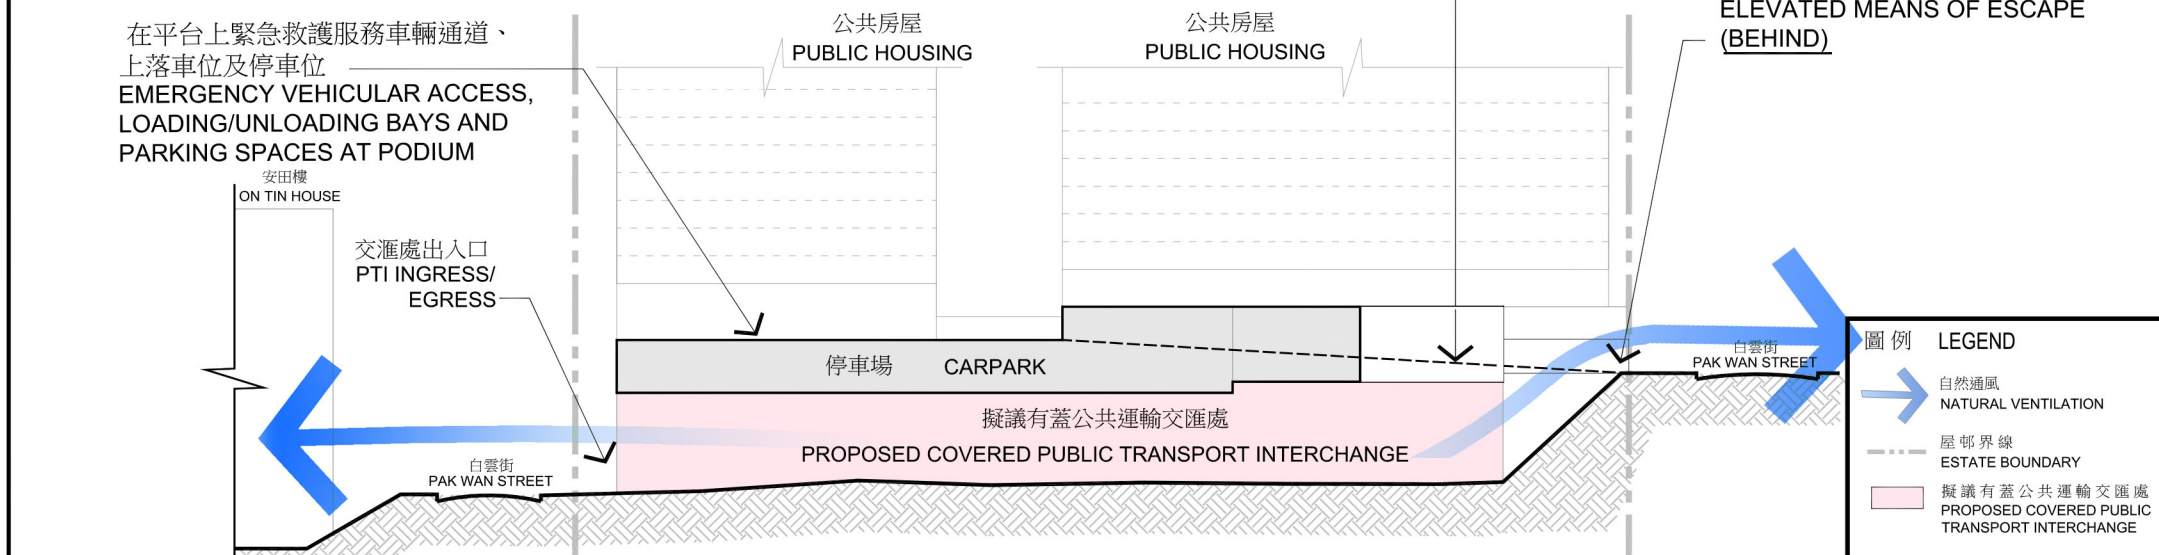 在平台上緊急救護服務車輛通道、
上落車位及停車位
EMERGENCY VEHICULAR ACCESS,
LOADING/UNLOADING BAYS AND
PARKING SPACES AT PODIUM
公共房屋
PUBLIC HOUSING
公共房屋
PUBLIC HOUSING
ELEVATED MEANS OF ESCAPE
(BEHIND)
安田樓
ON TIN HOUSE
交滙處出入口
PTI INGRESS/
EGRESS
停車場 CARPARK
擬議有蓋公共運輸交匯處
PROPOSED COVERED PUBLIC TRANSPORT INTERCHANGE
白雲街
PAK WAN STREET
白雲街
PAK WAN STREET
圖例 LEGEND
自然通風
NATURAL VENTILATION
屋邨界線
ESTATE BOUNDARY
擬議有蓋公共運輸交匯處
PROPOSED COVERED PUBLIC
TRANSPORT INTERCHANGE